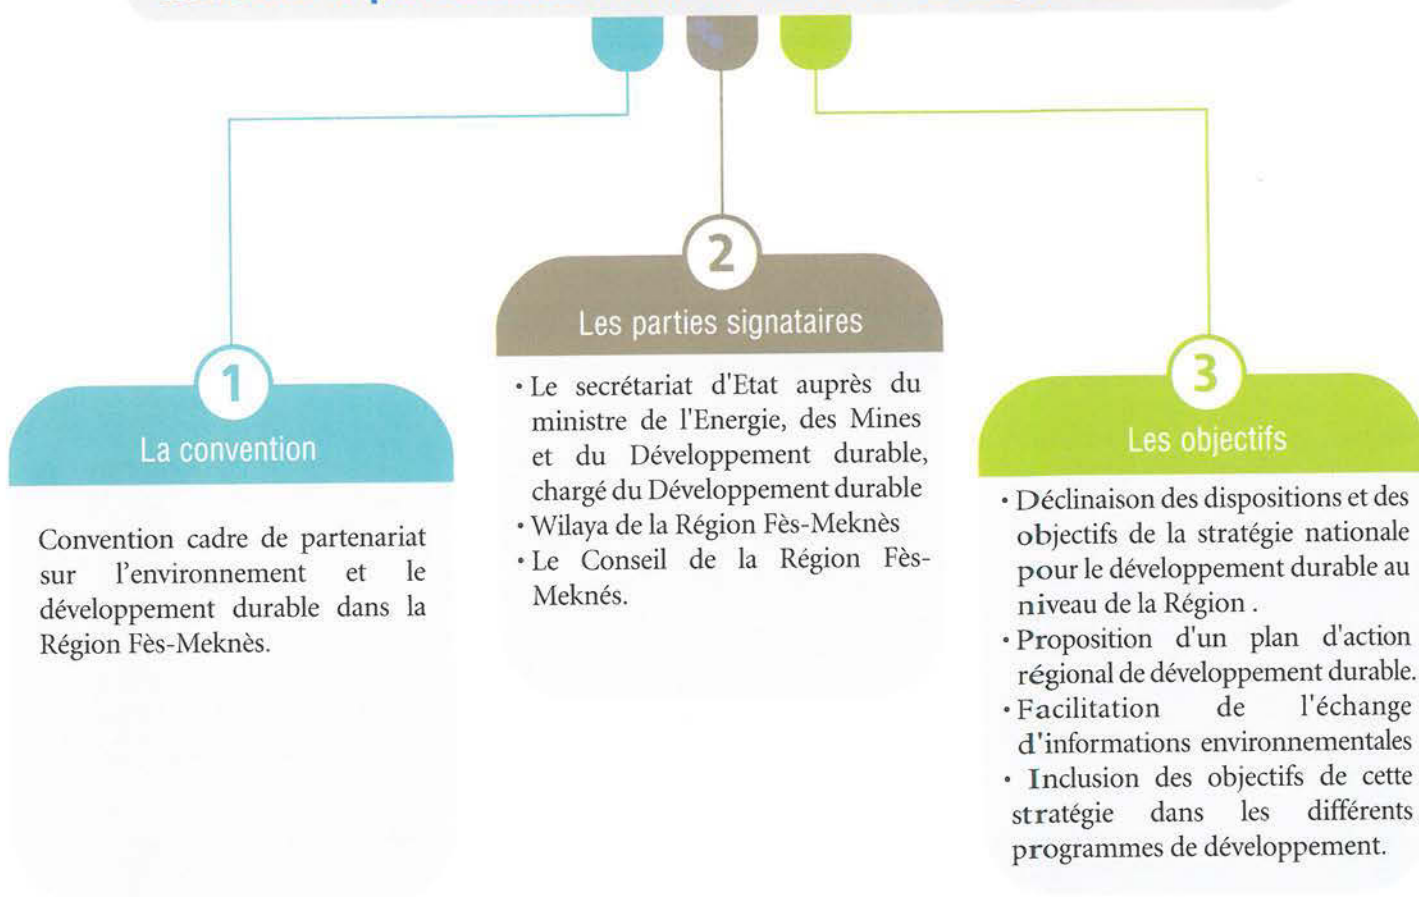 1
La convention
Convention cadre de partenariat
sur l'environnement et le
développement durable dans la
Région Fès-Meknès.
2
Les parties signataires
• Le secrétariat d'Etat auprès du
ministre de l'Energie, des Mines
et du Développement durable,
chargé du Développement durable
• Wilaya de la Région Fès-Meknès
• Le Conseil de la Région Fès-
Meknés.
3
Les objectifs
• Déclinaison des dispositions et des
objectifs de la stratégie nationale
pour le développement durable au
niveau de la Région .
• Proposition d'un plan d'action
régional de développement durable.
• Facilitation de l'échange
d'informations environnementales
• Inclusion des objectifs de cette
stratégie dans les différents
programmes de développement.